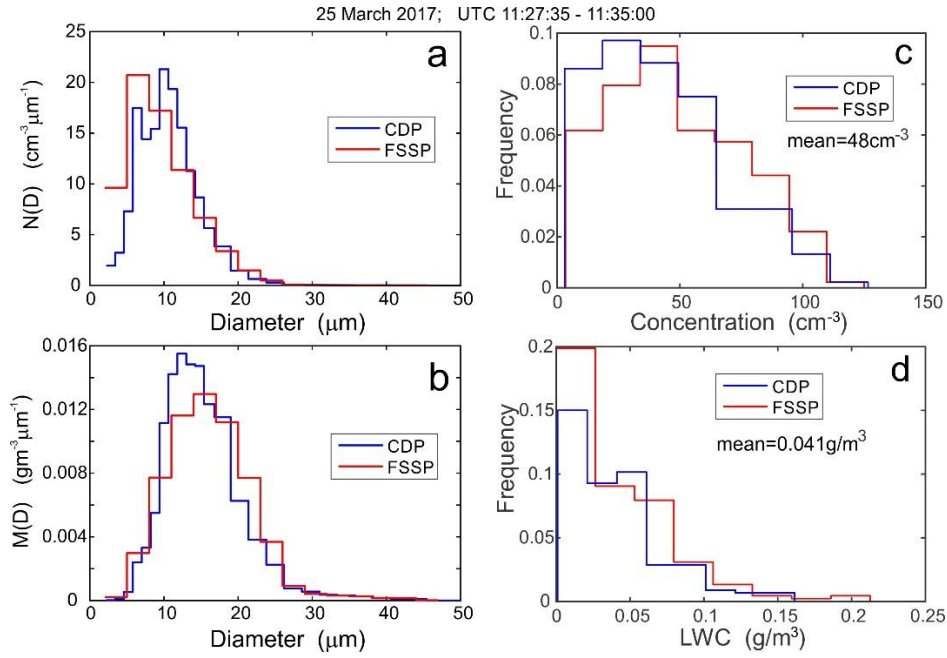 25 March 2017; UTC 11:27:35 - 11:35:00
a
25
20
15
10
5
0
N(D) (cm-3μm-1)
CDP
FSSP
0 10 20 30 40 50
Diameter (μm)
c
0.1
0.08
0.06
0.04
0.02
0
Frequency
CDP
FSSP
mean=48cm-3
0 50 100 150
Concentration (cm-3)
b
0.016
0.012
0.008
0.004
0
M(D) (gm-3μm-1)
CDP
FSSP
0 10 20 30 40 50
Diameter (μm)
d
0.2
0.15
0.1
0.05
0
Frequency
CDP
FSSP
mean=0.041g/m3
0 0.05 0.1 0.15 0.2 0.25
LWC (g/m3)